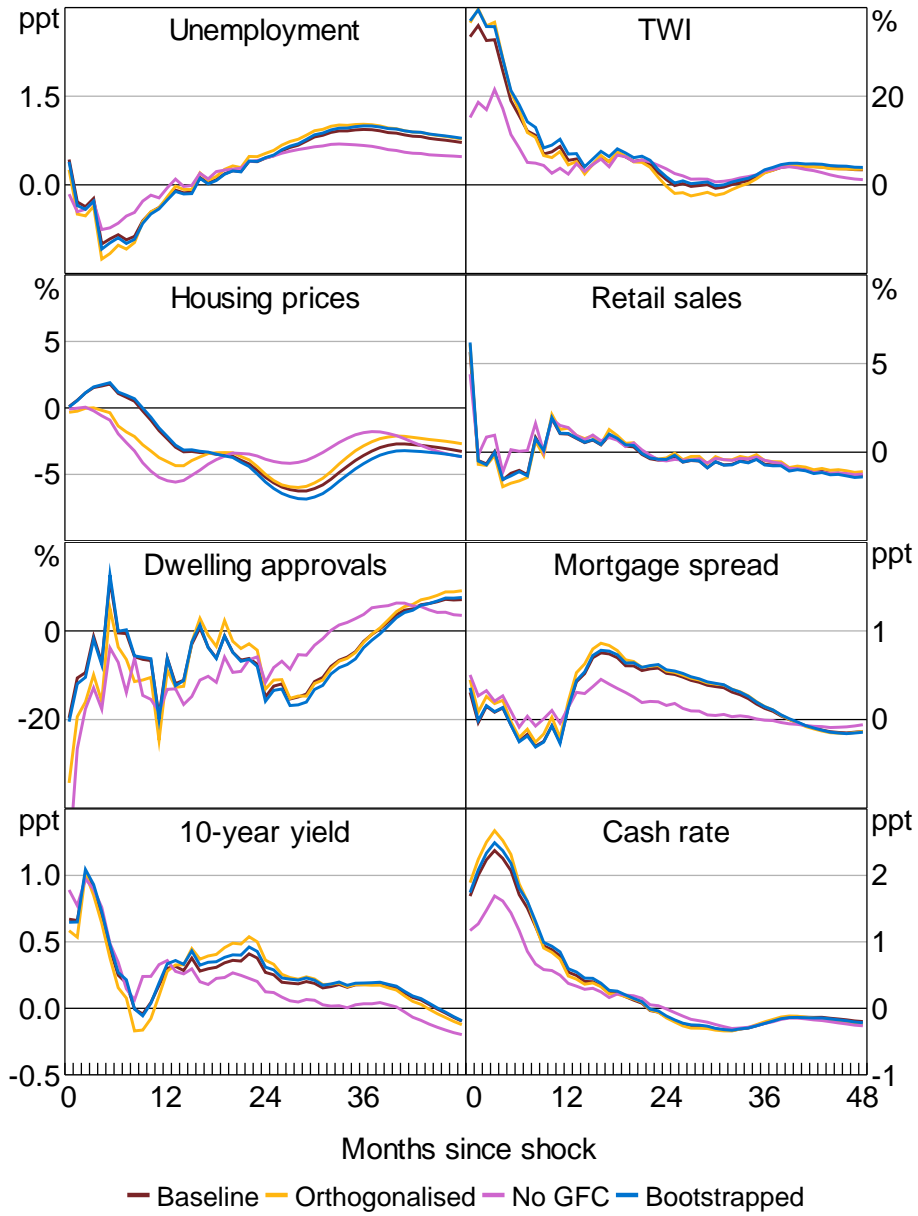 ppt Unemployment TWI %
1.5 20
0.0 0
% Housing prices Retail sales %
5 5
0 0
-5
% Dwelling approvals Mortgage spread ppt
0 1
-20 0
ppt 10-year yield Cash rate ppt
1.0 2
0.5 1
0.0 0
-0.5 -1
0 12 24 36 0 12 24 36 48
Months since shock
Baseline Orthogonalised No GFC Bootstrapped